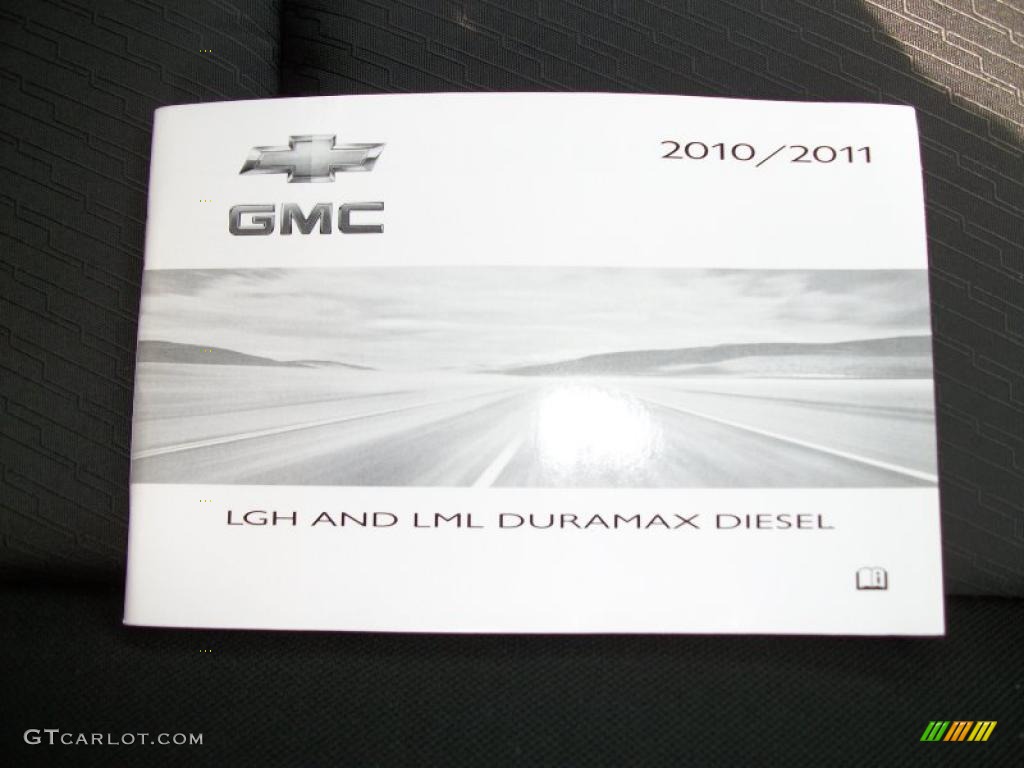 2010/2011
GMC
LGH AND LML DURAMAX DIESEL
GTCARLOT.COM